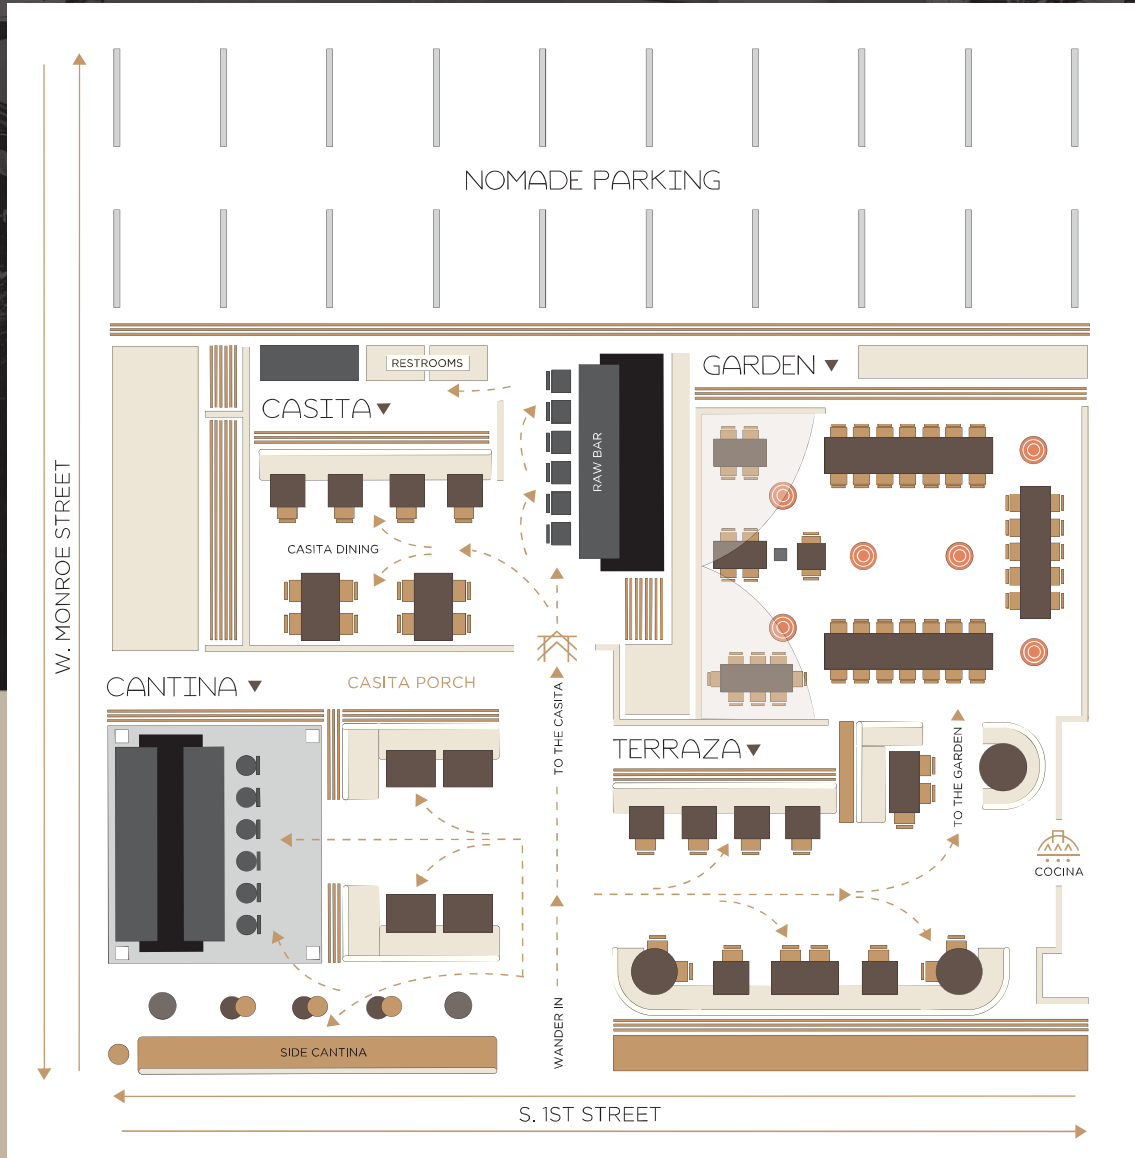 NOMADE PARKING
RESTROOMS
GARDEN
CASITA
RAW BAR
W. MONROE STREET
CASITA DINING
CANTINA
CASITA PORCH
TO THE CASITA
TERRAZA
TO THE GARDEN
COCINA
WANDER IN
SIDE CANTINA
S. 1ST STREET